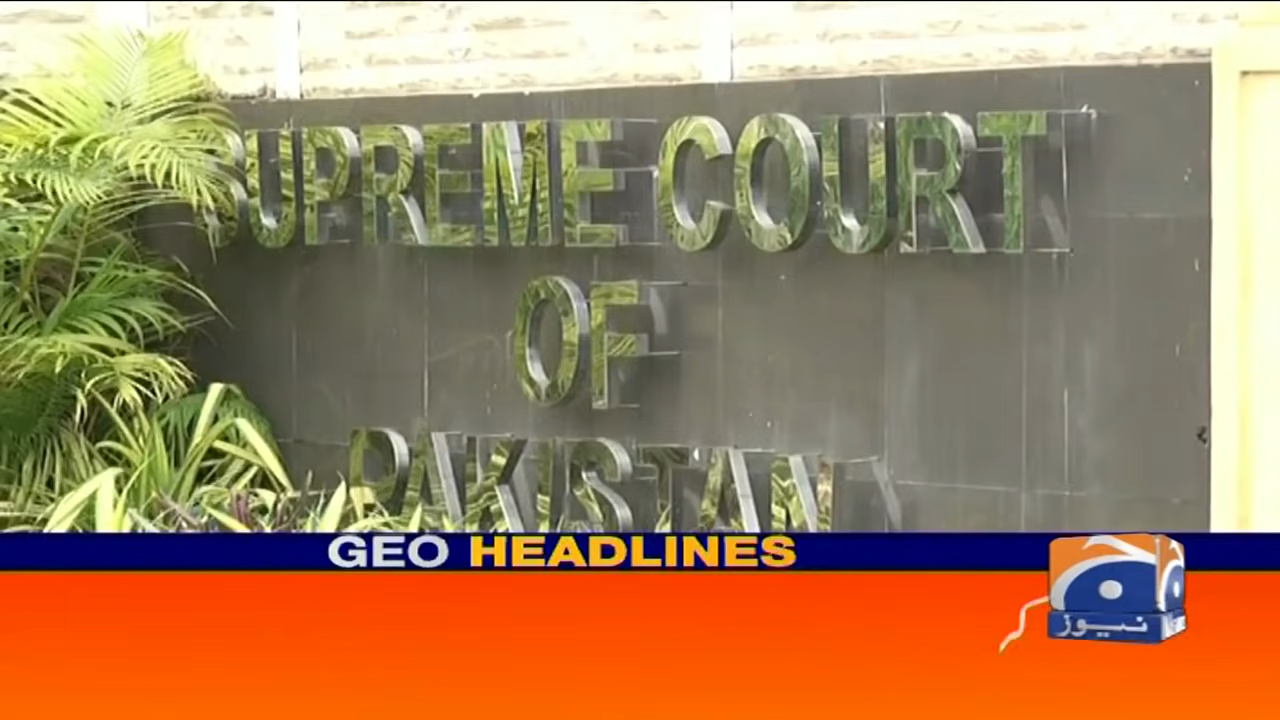 SUPREME COURT
OF
PAKISTAN
GEO HEADLINES
نیوز